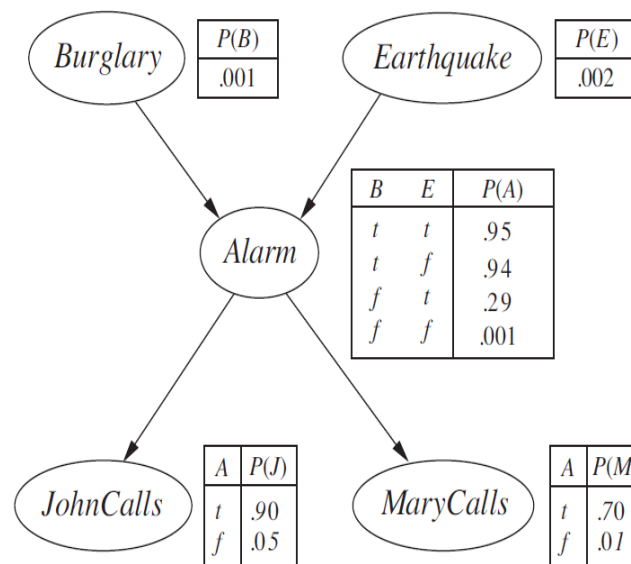 Burglary
P(B)
.001
Earthquake
P(E)
.002
Alarm
B E P(A)
t t .95
t f .94
f t .29
f f .001
JohnCalls
A P(J)
t .90
f .05
MaryCalls
A P(M
t .70
f .01